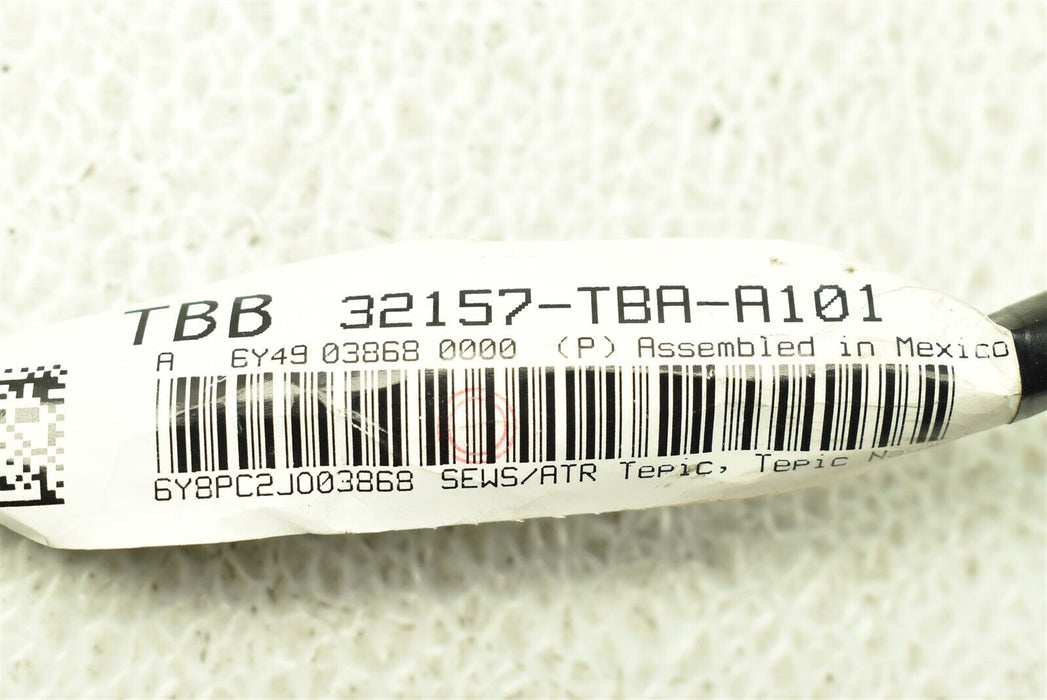 TBB 32157-TBA-A101
A 6Y49 03868 0000 (P) Assembled in Mexico
6Y8PC2J003868 SEWS/ATR Tepic, Tepic